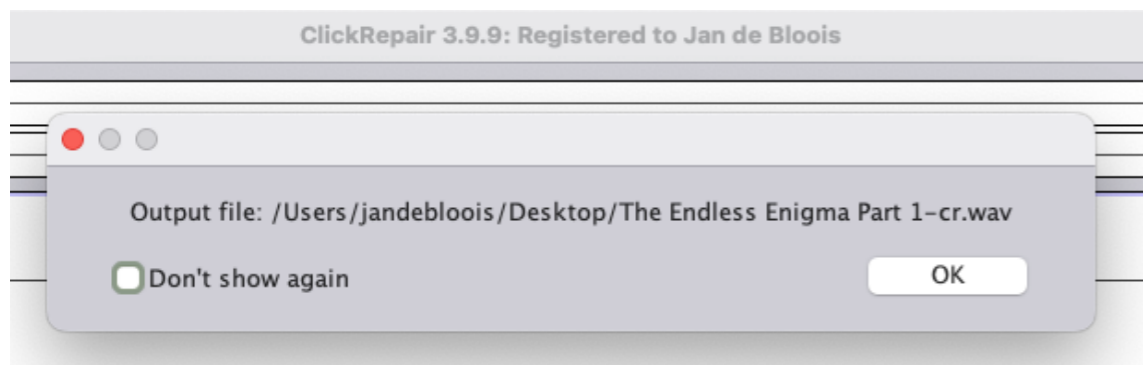 ClickRepair 3.9.9: Registered to Jan de Bloois
Output file: /Users/jandebloois/Desktop/The Endless Enigma Part 1-cr.wav
Don't show again
OK